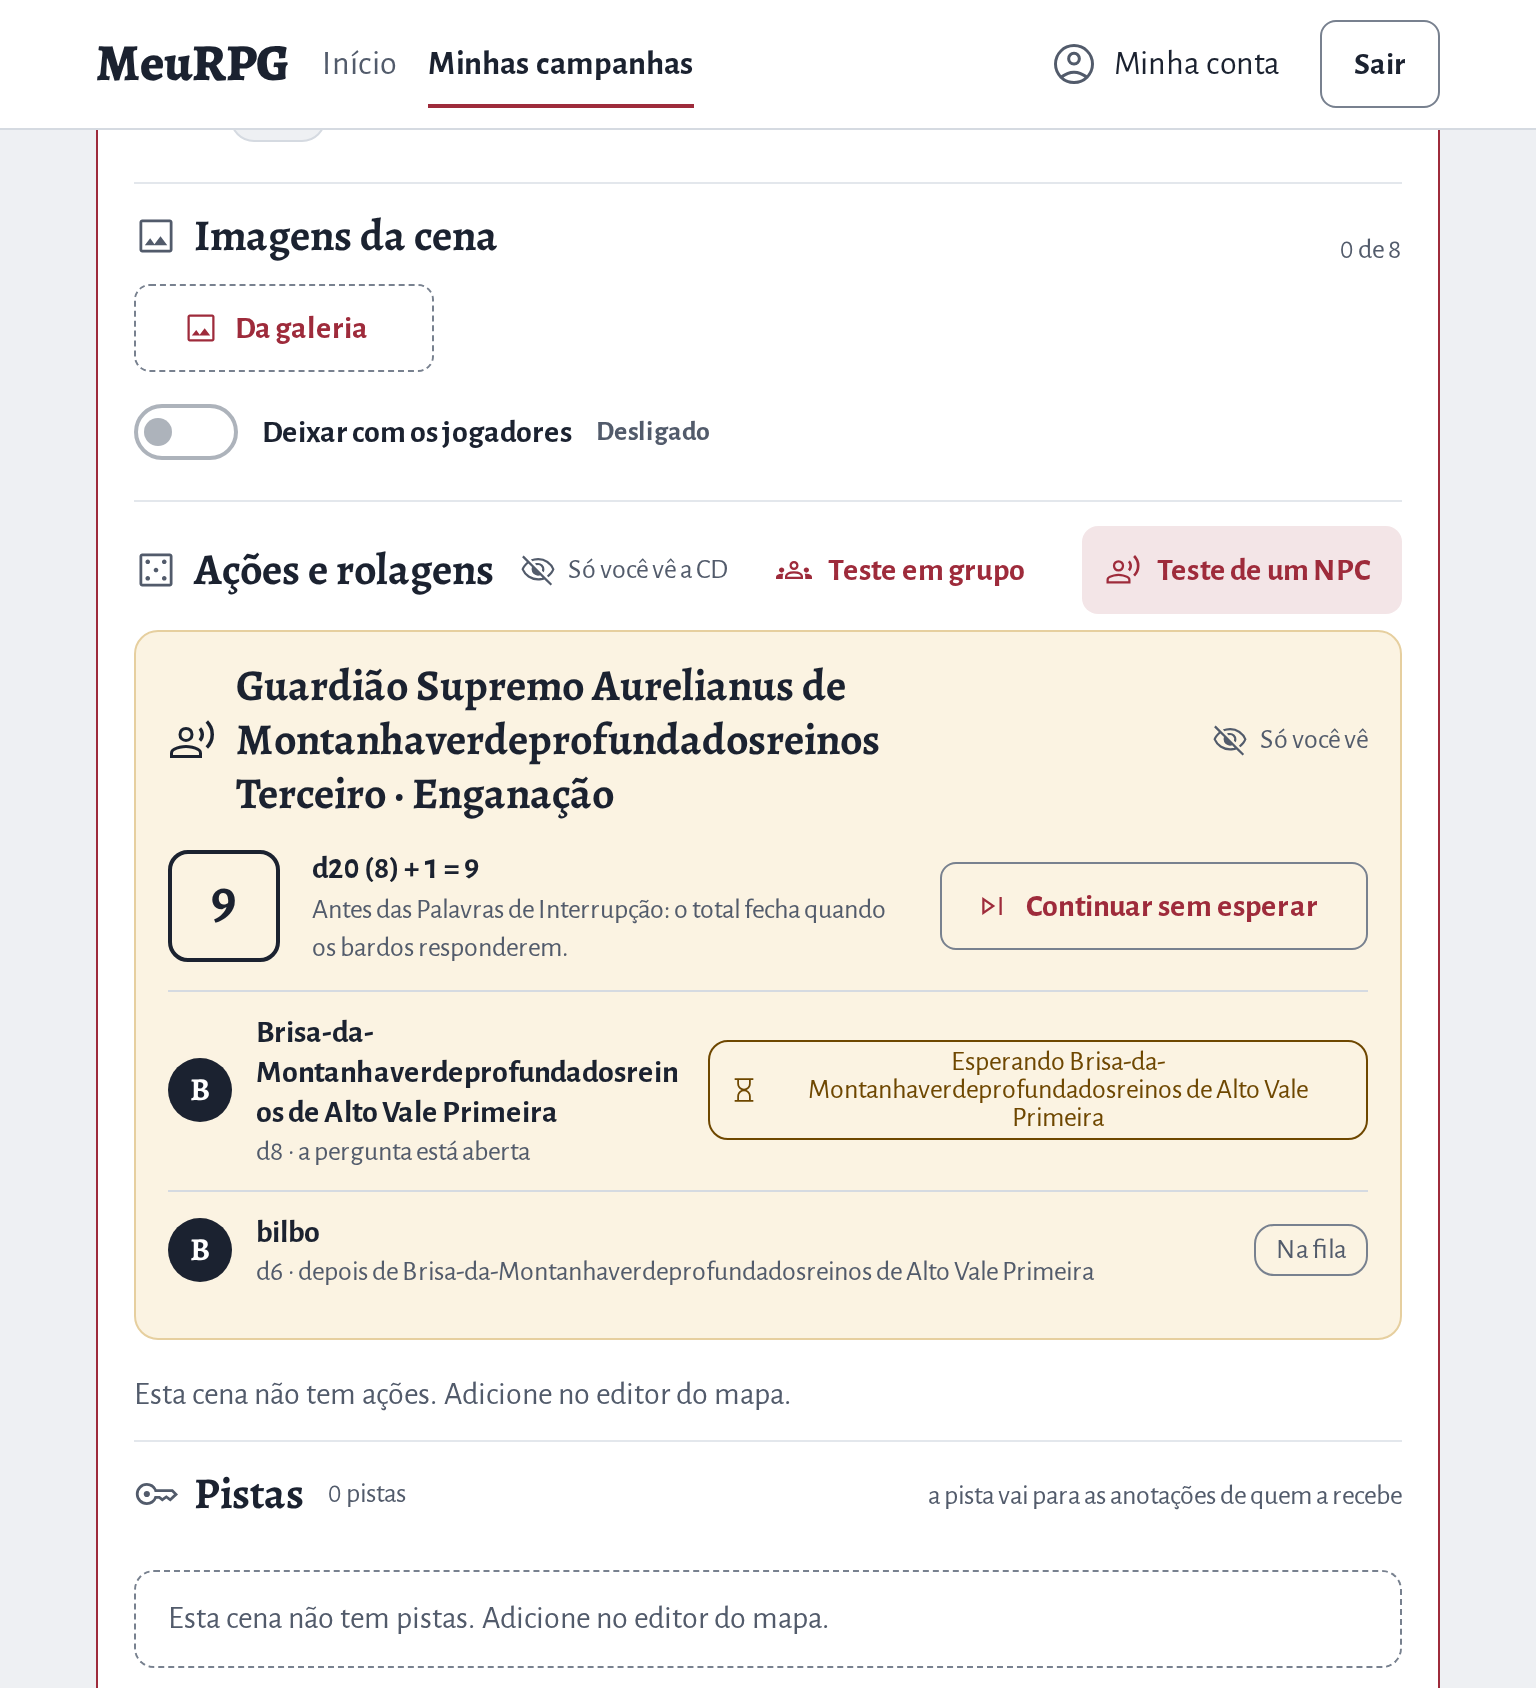 MeuRPG Início Minhas campanhas Minha conta Sair
Imagens da cena 0 de 8
Da galeria
Deixar com os jogadores Desligado
Ações e rolagens Só você vê a CD Teste em grupo Teste de um NPC
Guardião Supremo Aurelianus de
Montanhaverdeprofundadosreinos
Terceiro · Enganação
Só você vê
9
d20 (8) + 1 = 9
Antes das Palavras de Interrupção: o total fecha quando
os bardos responderem.
Continuar sem esperar
B
Brisa-da-
Montanhaverdeprofundadosrein
os de Alto Vale Primeira
d8 · a pergunta está aberta
Esperando Brisa-da-
Montanhaverdeprofundadosreinos de Alto Vale
Primeira
B
bilbo
d6 · depois de Brisa-da-Montanhaverdeprofundadosreinos de Alto Vale Primeira
Na fila
Esta cena não tem ações. Adicione no editor do mapa.
Pistas 0 pistas a pista vai para as anotações de quem a recebe
Esta cena não tem pistas. Adicione no editor do mapa.